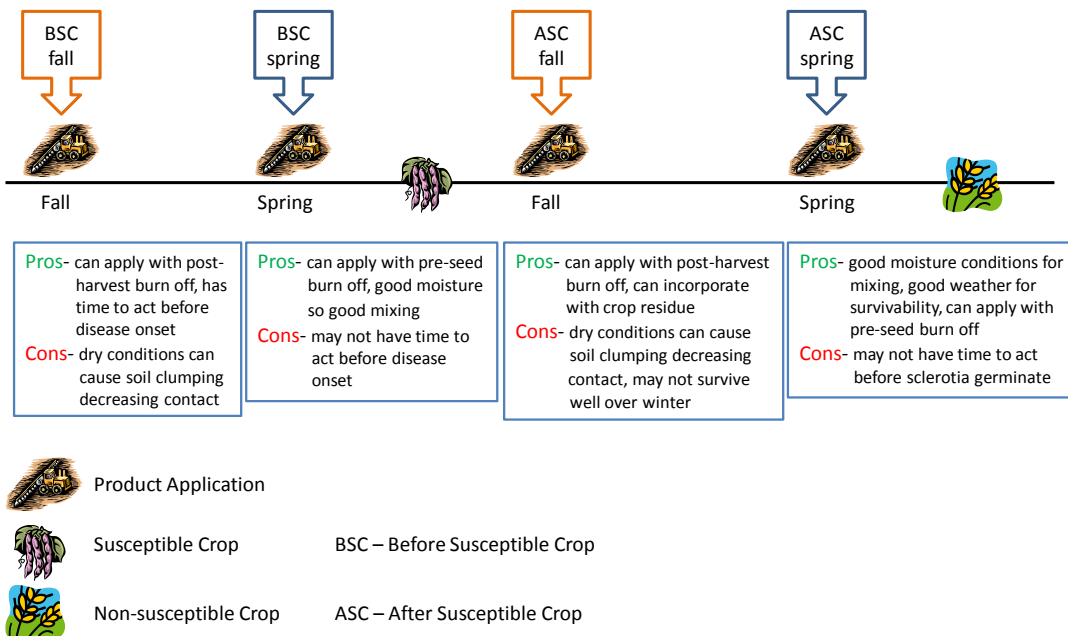 BSC
fall
BSC
spring
ASC
fall
ASC
spring
Fall
Spring
Fall
Spring
Pros- can apply with post-
harvest burn off, has
time to act before
disease onset
Cons- dry conditions can
cause soil clumping
decreasing contact
Pros- can apply with pre-seed
burn off, good moisture
so good mixing
Cons- may not have time to
act before disease
onset
Pros- can apply with post-harvest
burn off, can incorporate
with crop residue
Cons- dry conditions can cause
soil clumping decreasing
contact, may not survive
well over winter
Pros- good moisture conditions for
mixing, good weather for
survivability, can apply with
pre-seed burn off
Cons- may not have time to act
before sclerotia germinate
Product Application
Susceptible Crop
BSC – Before Susceptible Crop
Non-susceptible Crop
ASC – After Susceptible Crop